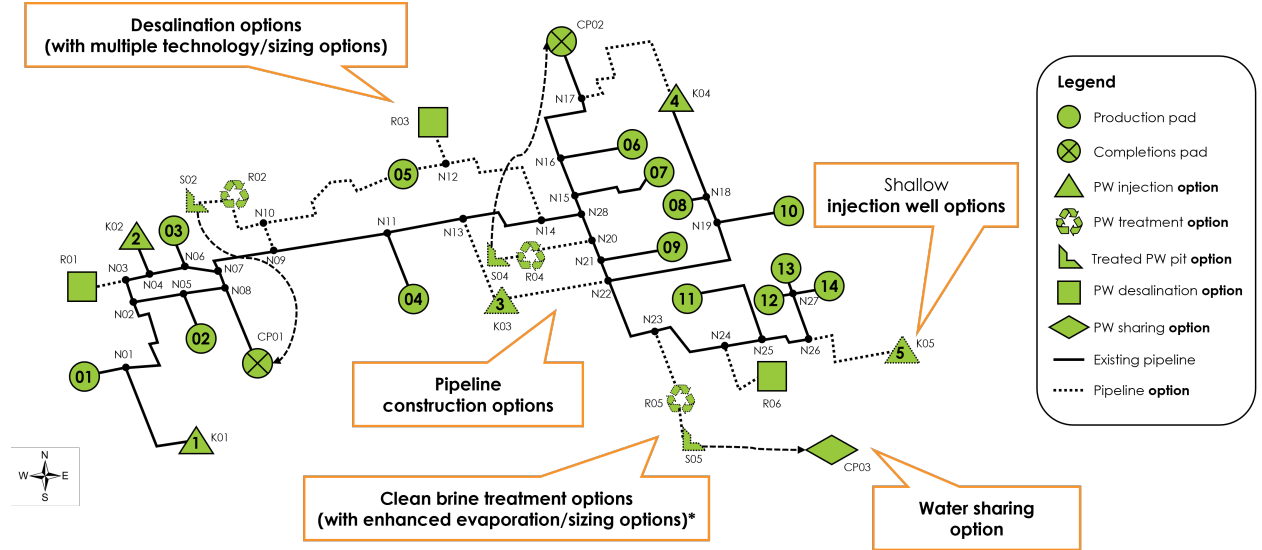 Desalination options
(with multiple technology/sizing options)
CP02
N17
K04
4
R03
N12
05
06
N16
07
N15
08
N18
10
N19
N28
S02
R02
N10
N11
N13
N14
N20
N21
09
S04
R04
N22
K02
2
03
R01
N03
N04
N06
N07
N09
N05
N08
N02
02
04
CP01
N01
01
1
K01
3
K03
11
13
12
14
N27
N23
N24
N25
N26
5
K05
R05
R06
S05
CP03
Shallow
injection well options
Pipeline
construction options
Clean brine treatment options
(with enhanced evaporation/sizing options)*
Water sharing
option
N
W
E
S
Legend
Production pad
Completions pad
PW injection option
PW treatment option
Treated PW pit option
PW desalination option
PW sharing option
Existing pipeline
Pipeline option